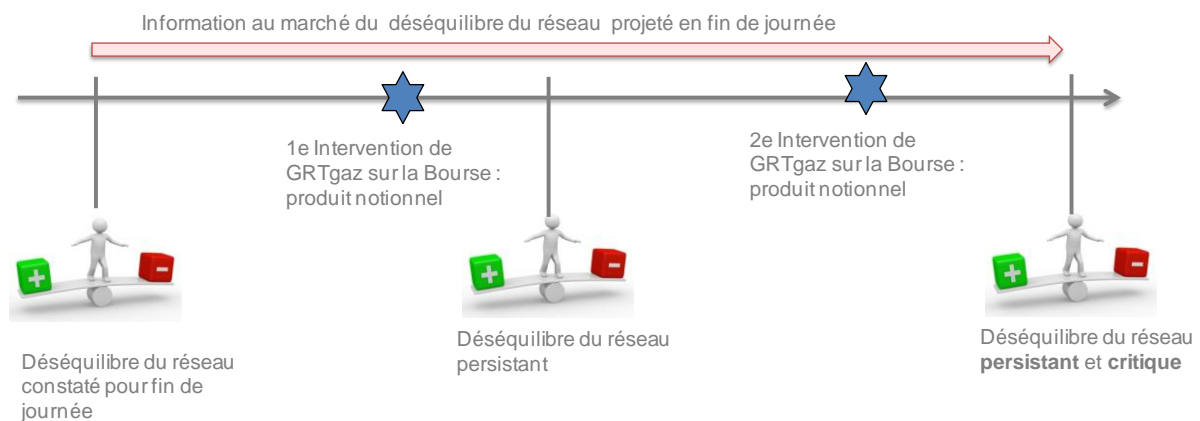 Information au marché du déséquilibre du réseau projeté en fin de journée
1e Intervention de
GRTgaz sur la Bourse :
produit notionnel
2e Intervention de
GRTgaz sur la Bourse :
produit notionnel
+
-
+
-
+
-
Déséquilibre du réseau
constaté pour fin de
journée
Déséquilibre du réseau
persistant
Déséquilibre du réseau
persistant et critique